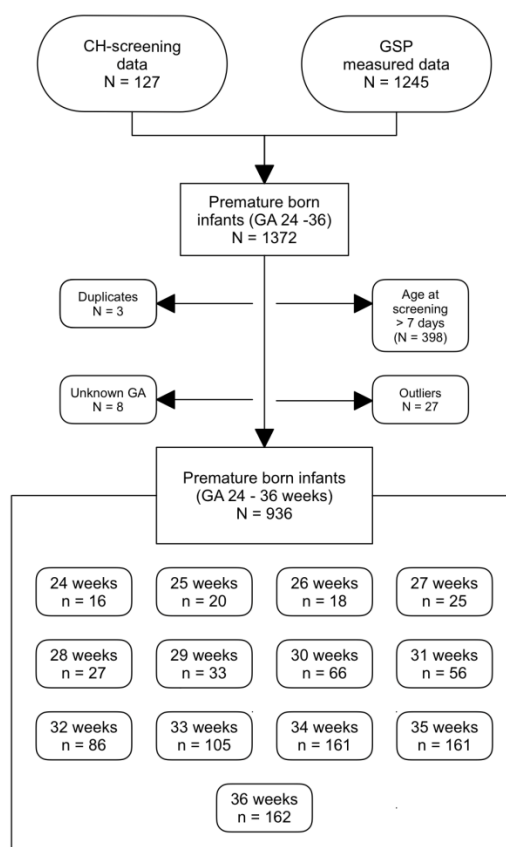 CH-screening
data
N = 127
GSP
measured data
N = 1245
Premature born
infants (GA 24 -36)
N = 1372
Duplicates
N = 3
Age at
screening
> 7 days
(N = 398)
Unknown GA
N = 8
Outliers
N = 27
Premature born infants
(GA 24 - 36 weeks)
N = 936
24 weeks
n = 16
25 weeks
n = 20
26 weeks
n = 18
27 weeks
n = 25
28 weeks
n = 27
29 weeks
n = 33
30 weeks
n = 66
31 weeks
n = 56
32 weeks
n = 86
33 weeks
n = 105
34 weeks
n = 161
35 weeks
n = 161
36 weeks
n = 162